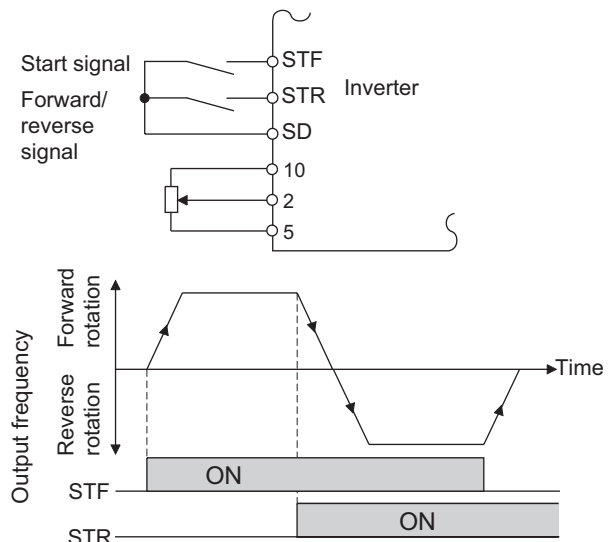 Start signal
Forward/
reverse
signal
STF
STR
SD
10
2
5
Inverter
Output frequency
Forward
rotation
Reverse
rotation
Time
STF
ON
STR
ON